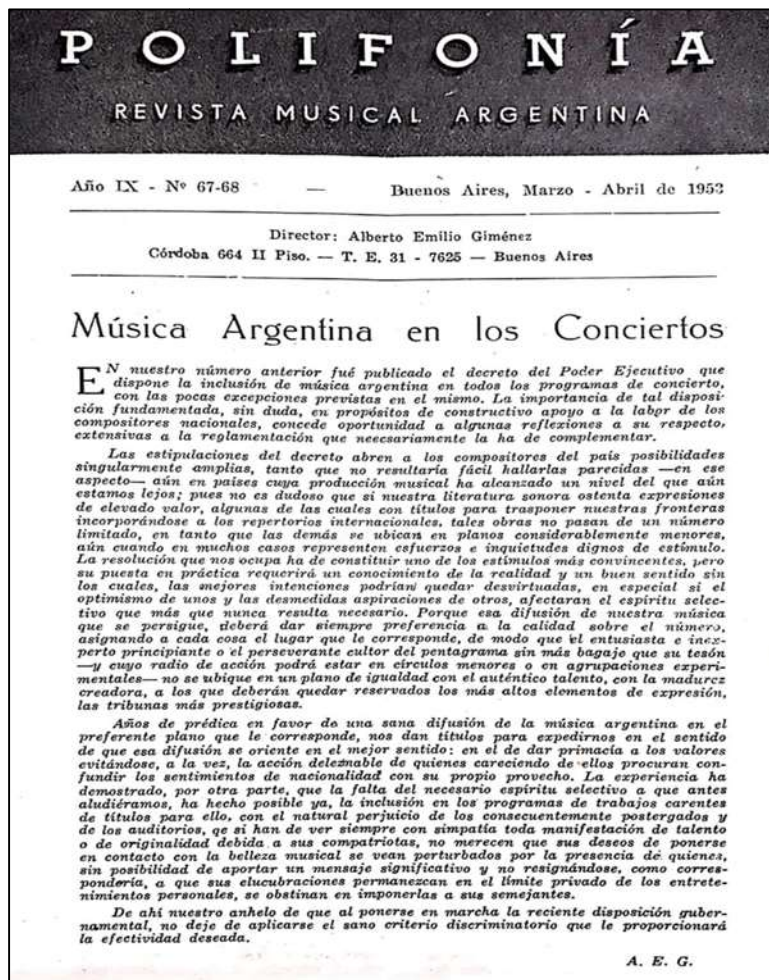 POLIFONÍA
REVISTA MUSICAL ARGENTINA
Año IX - Nº 67-68 — Buenos Aires, Marzo - Abril de 1953
Director: Alberto Emilio Giménez
Córdoba 664 II Piso. — T. E. 31 - 7625 — Buenos Aires
Música Argentina en los Conciertos
EN nuestro número anterior fué publicado el decreto del Poder Ejecutivo que
dispone la inclusión de música argentina en todos los programas de concierto,
con las pocas excepciones previstas en el mismo. La importancia de tal disposi-
ción fundamentada, sin duda, en propósitos de constructivo apoyo a la labor de los
compositores nacionales, concede oportunidad a algunas reflexiones a su respecto,
extensivas a la reglamentación que neecsariamente la ha de complementar.
Las estipulaciones del decreto abren a los compositores del país posibilidades
singularmente amplias, tanto que no resultaría fácil hallarlas parecidas —en ese
aspecto— aún en países cuya producción musical ha alcanzado un nivel del que aún
estamos lejos; pues no es dudoso que si nuestra literatura sonora ostenta expresiones
de elevado valor, algunas de las cuales con títulos para trasponer nuestras fronteras
incorporándose a los repertorios internacionales, tales obras no pasan de un número
limitado, en tanto que las demás se ubican en planos considerablemente menores,
aún cuando en muchos casos representen esfuerzos e inquietudes dignos de estímulo.
La resolución que nos ocupa ha de constituir uno de los estímulos más convincentes, pero
su puesta en práctica requerirá un conocimiento de la realidad y un buen sentido sin
los cuales, las mejores intenciones podrían quedar desvirtuadas, en especial si el
optimismo de unos y las desmedidas aspiraciones de otros, afectaran el espíritu selec-
tivo que más que nunca resulta necesario. Porque esa difusión de nuestra música
que se persigue, deberá dar siempre preferencia a la calidad sobre el número,
asignando a cada cosa el lugar que le corresponde, de modo que el entusiasta e inex-
perto principiante o el perseverante cultor del pentagrama sin más bagaje que su tesón
—y cuyo radio de acción podrá estar en círculos menores o en agrupaciones experi-
mentales— no se ubique en un plano de igualdad con el auténtico talento, con la madurez
creadora, a los que deberán quedar reservados los más altos elementos de expresión,
las tribunas más prestigiosas.
Años de prédica en favor de una sana difusión de la música argentina en el
preferente plano que le corresponde, nos dan títulos para expedirnos en el sentido
de que esa difusión se oriente en el mejor sentido: en el de dar primacía a los valores
evitándose, a la vez, la acción deleznable de quienes careciendo de ellos procuran con-
fundir los sentimientos de nacionalidad con su propio provecho. La experiencia ha
demostrado, por otra parte, que la falta del necesario espíritu selectivo a que antes
aludiéramos, ha hecho posible ya, la inclusión en los programas de trabajos carentes
de títulos para ello, con el natural perjuicio de los consecuentemente postergados y
de los auditorios, qe si han de ver siempre con simpatía toda manifestación de talento
o de originalidad debida a sus compatriotas, no merecen que sus deseos de ponerse
en contacto con la belleza musical se vean perturbados por la presencia de quienes,
sin posibilidad de aportar un mensaje significativo y no resignándose, como corres-
pondería, a que sus elucubraciones permanezcan en el límite privado de los entrete-
nimientos personales, se obstinan en imponerlas a sus semejantes.
De ahí nuestro anhelo de que al ponerse en marcha la reciente disposición guber-
namental, no deje de aplicarse el sano criterio discriminatorio que le proporcionará
la efectividad deseada.
A. E. G.